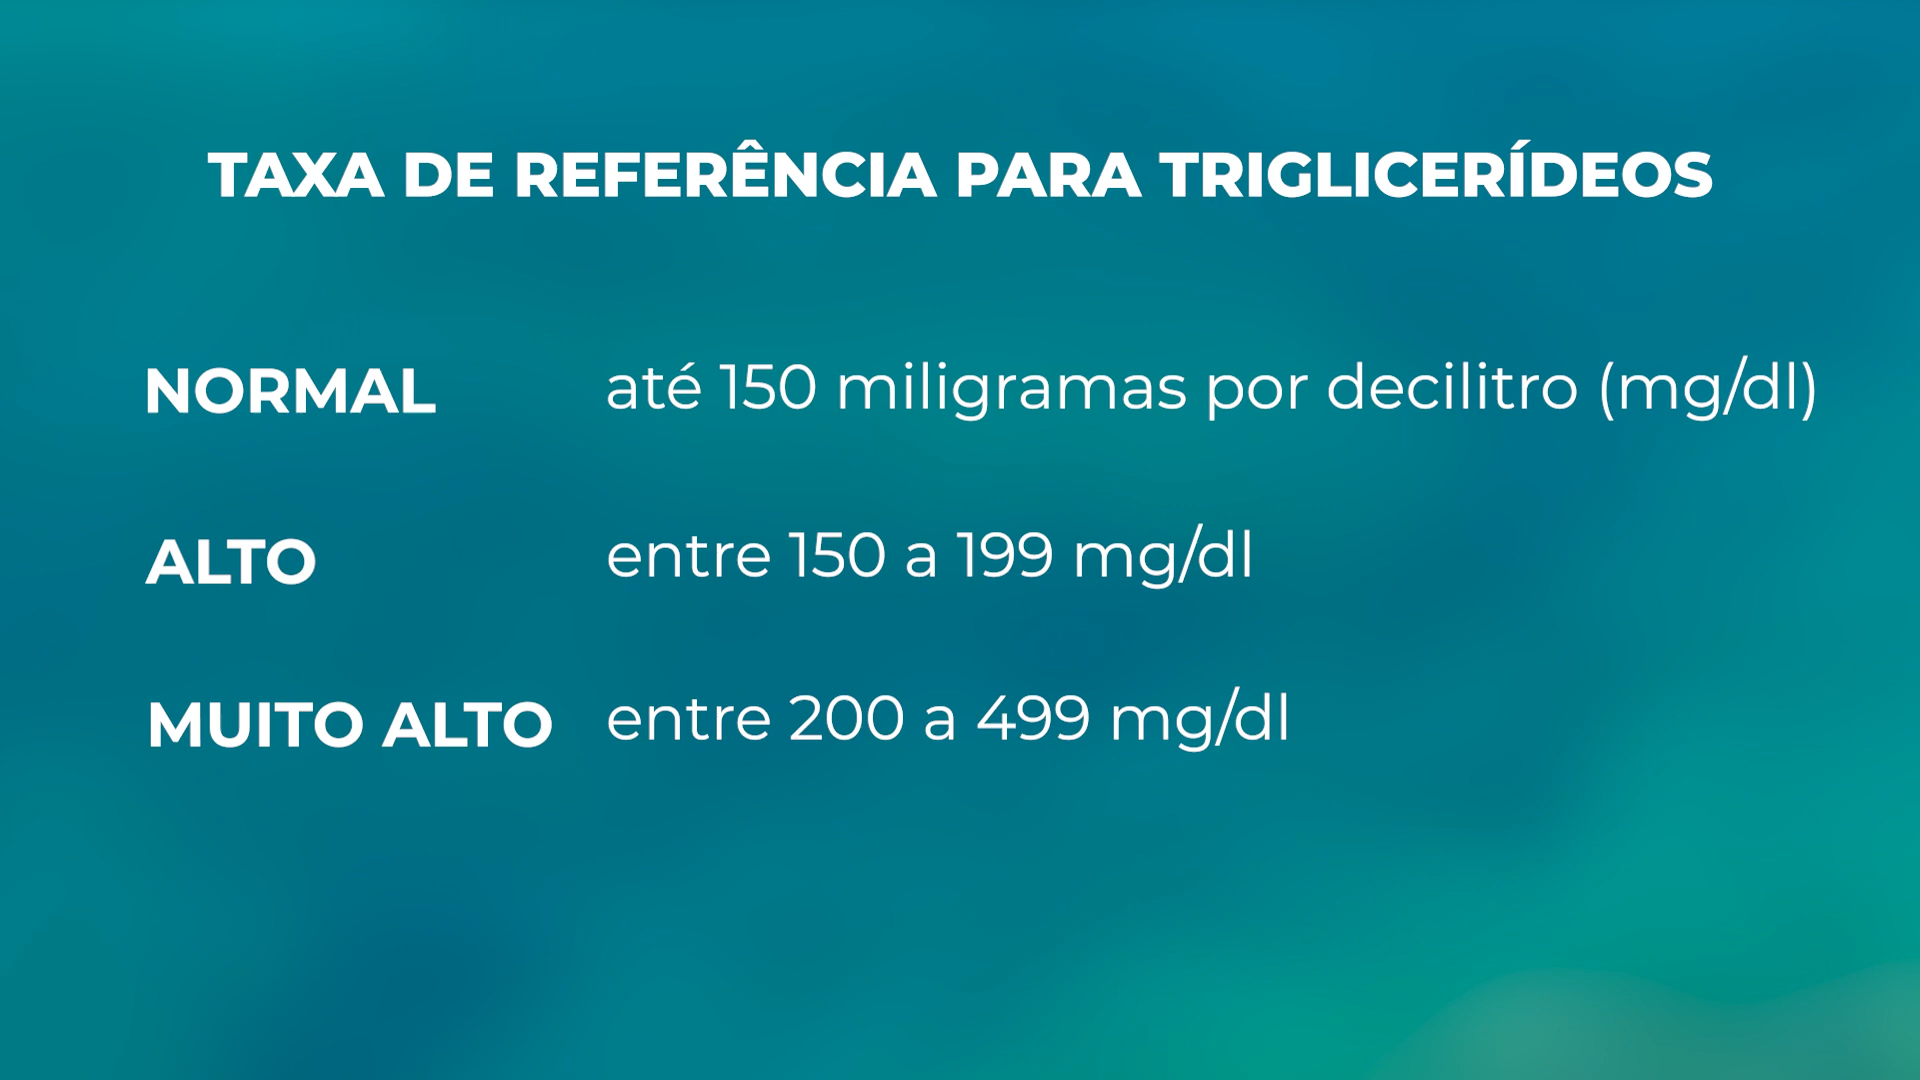 TAXA DE REFERÊNCIA PARA TRIGLICERÍDEOS
NORMAL até 150 miligramas por decilitro (mg/dl)
ALTO entre 150 a 199 mg/dl
MUITO ALTO entre 200 a 499 mg/dl